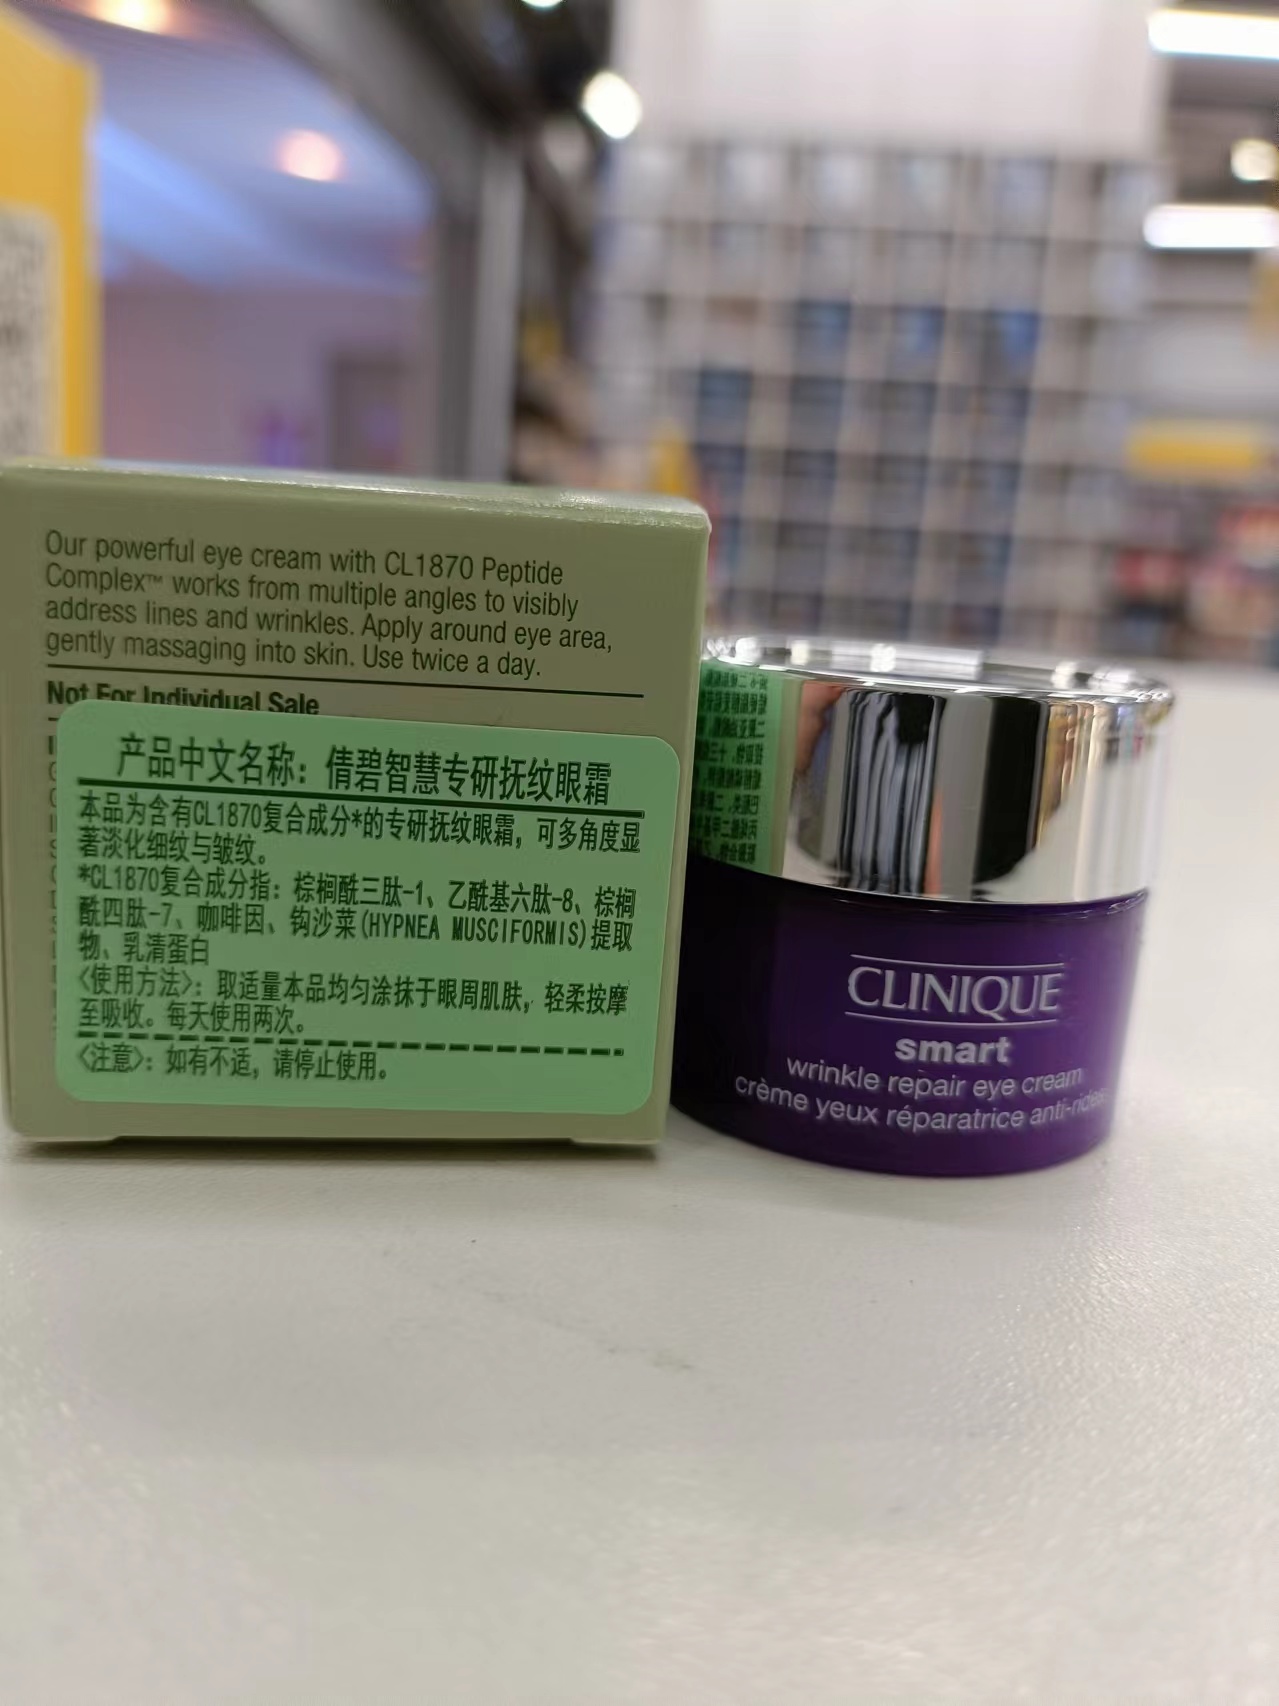 Our powerful eye cream with CL1870 Peptide
Complex™ works from multiple angles to visibly
address lines and wrinkles. Apply around eye area,
gently massaging into skin. Use twice a day.
Not For Individual Sale
产品中文名称：倩碧智慧专研抚纹眼霜
本品为含有CL1870复合成分*的专研抚纹眼霜，可多角度显
著淡化细纹与皱纹。
*CL1870复合成分指：棕榈酰三肽-1、乙酰基六肽-8、棕榈
酰四肽-7、咖啡因、钩沙菜(HYPNEA MUSCIFORMIS)提取
物、乳清蛋白
〈使用方法〉：取适量本品均匀涂抹于眼周肌肤，轻柔按摩
至吸收。每天使用两次。
〈注意〉：如有不适，请停止使用。
CLINIQUE
smart
wrinkle repair eye cream
crème yeux réparatrice anti-rides